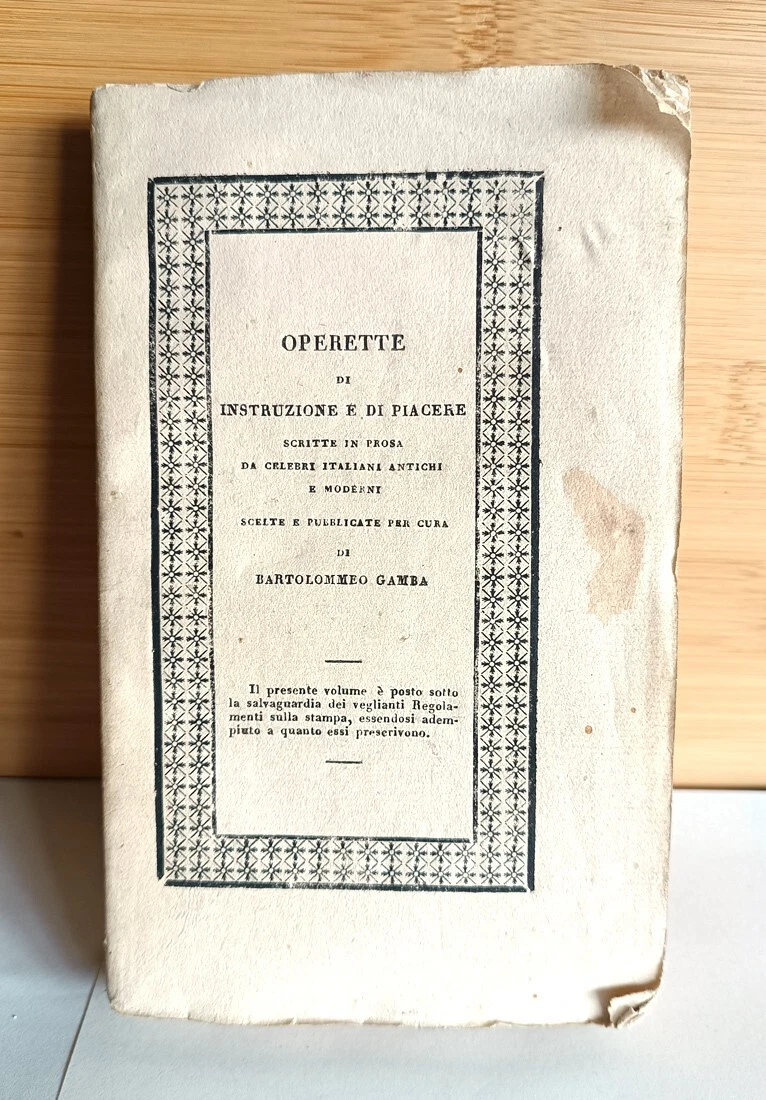 OPERETTE
DI
INSTRUZIONE E DI PIACERE
SCRITTE IN PROSA
DA CELEBRI ITALIANI ANTICHI
E MODERNI
SCELTE E PUBBLICATE PER CURA
DI
BARTOLOMMEO GAMBA
Il presente volume è posto sotto
la salvaguardia dei veglianti Regola-
menti sulla stampa, essendosi adem-
piuto a quanto essi prescrivono.